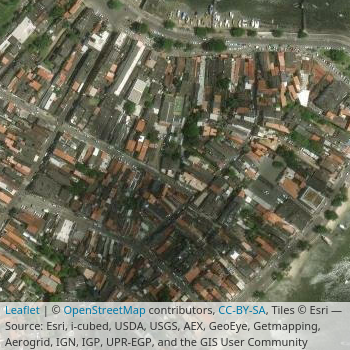 Leaflet | © OpenStreetMap contributors, CC-BY-SA, Tiles © Esri —
Source: Esri, i-cubed, USDA, USGS, AEX, GeoEye, Getmapping,
Aerogrid, IGN, IGP, UPR-EGP, and the GIS User Community